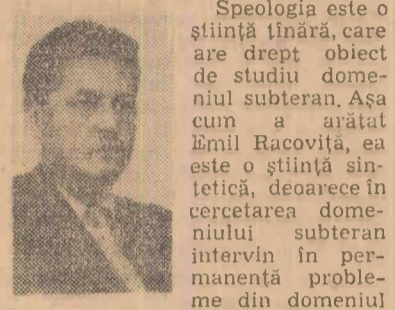 Speologia este o
știință tînără, care
are drept obiect
de studiu dome-
niul subteran. Așa
cum a arătat
Emil Racoviță, ea
este o știință sin-
tetică, deoarece în
cercetarea dome-
niului subteran
intervin în per-
manență proble-
me din domeniul